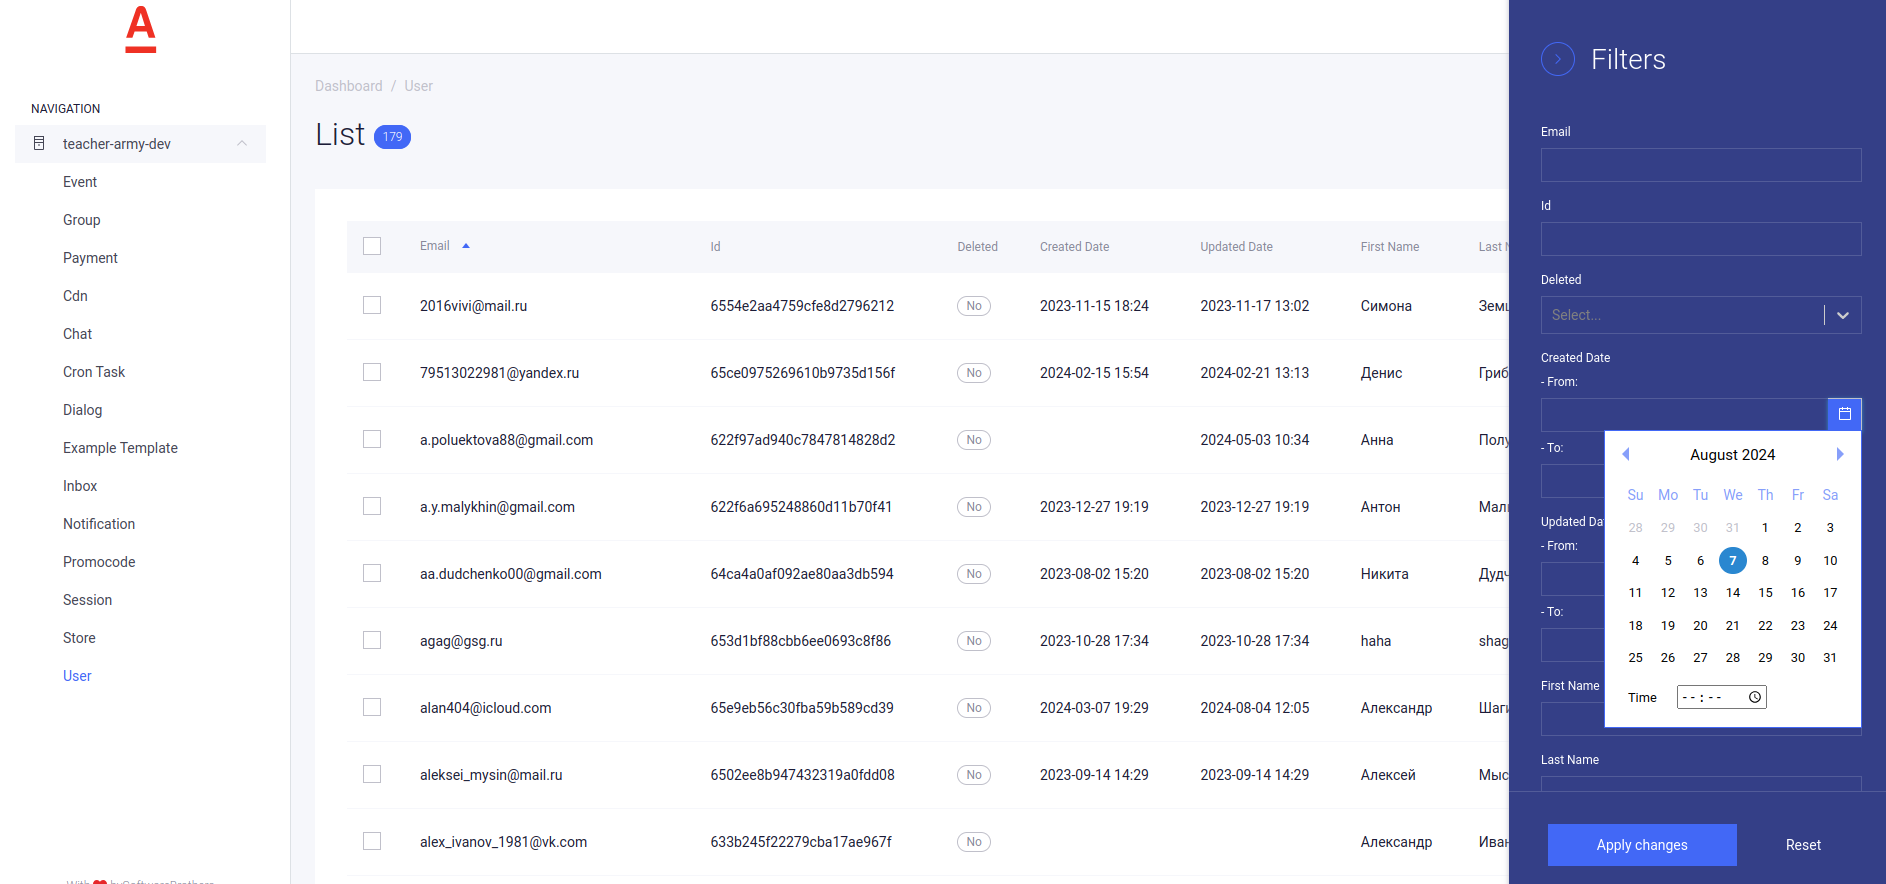 A
NAVIGATION
teacher-army-dev
Event
Group
Payment
Cdn
Chat
Cron Task
Dialog
Example Template
Inbox
Notification
Promocode
Session
Store
User
Dashboard / User
List 179
Email Id Deleted Created Date Updated Date First Name Last
2016vivi@mail.ru 6554e2aa4759cfe8d2796212 No 2023-11-15 18:24 2023-11-17 13:02 Симона
79513022981@yandex.ru 65ce0975269610b9735d156f No 2024-02-15 15:54 2024-02-21 13:13 Денис Гриб
a.poluektova88@gmail.com 622f97ad940c7847814828d2 No 2024-05-03 10:34 Анна Полу
a.y.malykhin@gmail.com 622f6a695248860d11b70f41 No 2023-12-27 19:19 2023-12-27 19:19 Антон Мал
aa.dudchenko00@gmail.com 64ca4a0af092ae80aa3db594 No 2023-08-02 15:20 2023-08-02 15:20 Никита Дудч
agag@gsg.ru 653d1bf88cbb6ee0693c8f86 No 2023-10-28 17:34 2023-10-28 17:34 haha shag
alan404@icloud.com 65e9eb56c30fba59b589cd39 No 2024-03-07 19:29 2024-08-04 12:05 Александр Шаги
aleksei_mysin@mail.ru 6502ee8b947432319a0fdd08 No 2023-09-14 14:29 2023-09-14 14:29 Алексей Мыс
alex_ivanov_1981@vk.com 633b245f22279cba17ae967f No Александр Иван
Filters
Email
Id
Deleted
Select...
Created Date
- From:
- To:
Updated Da
- From:
- To:
First Name
Last Name
August 2024
Su Mo Tu We Th Fr Sa
28 29 30 31 1 2 3
4 5 6 7 8 9 10
11 12 13 14 15 16 17
18 19 20 21 22 23 24
25 26 27 28 29 30 31
Time --:--
Apply changes Reset